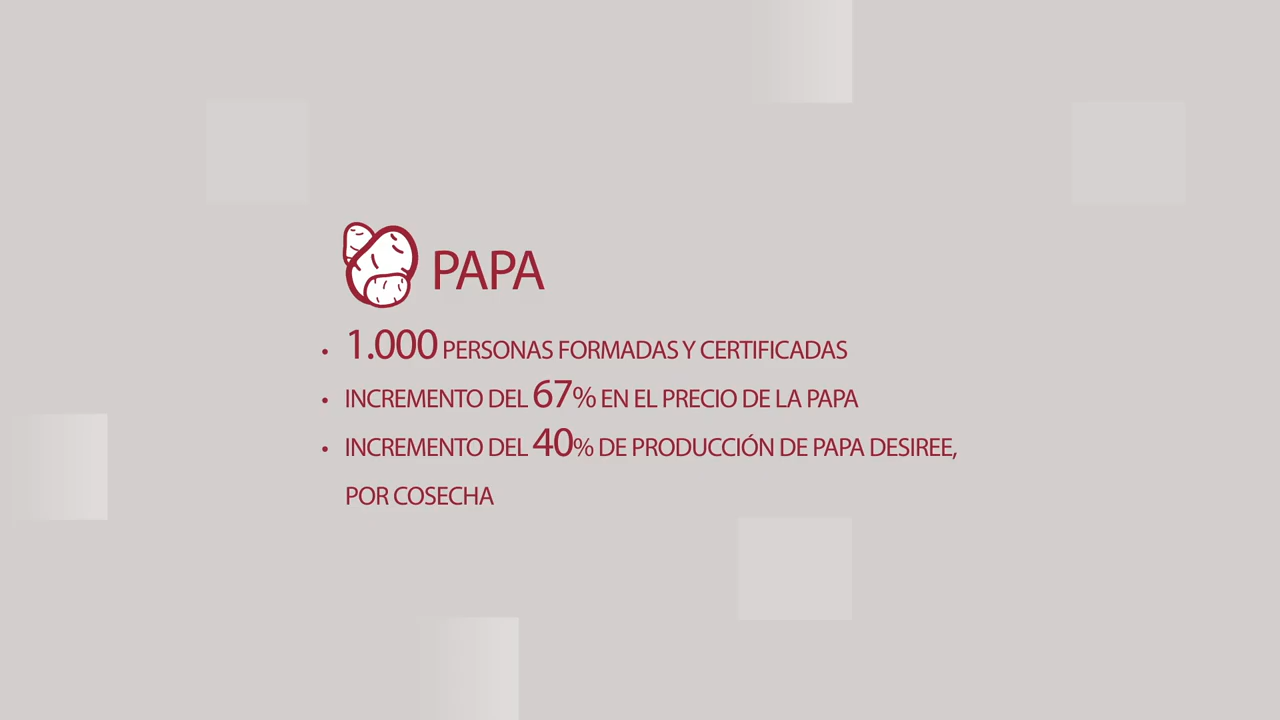 PAPA
• 1.000 PERSONAS FORMADAS Y CERTIFICADAS
• INCREMENTO DEL 67% EN EL PRECIO DE LA PAPA
• INCREMENTO DEL 40% DE PRODUCCIÓN DE PAPA DESIREE,
POR COSECHA